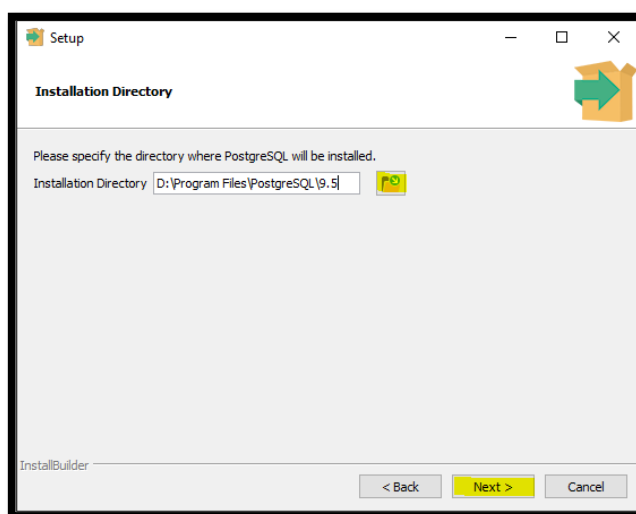 Setup
Installation Directory
Please specify the directory where PostgreSQL will be installed.
Installation Directory D:\Program Files\PostgreSQL\9.5
InstallBuilder
< Back Next > Cancel